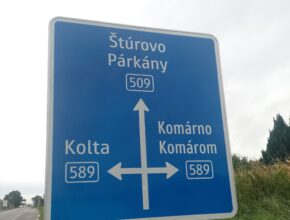 Štúrovo
Párkány
509
Komárno
Kolta Komárom
589 589